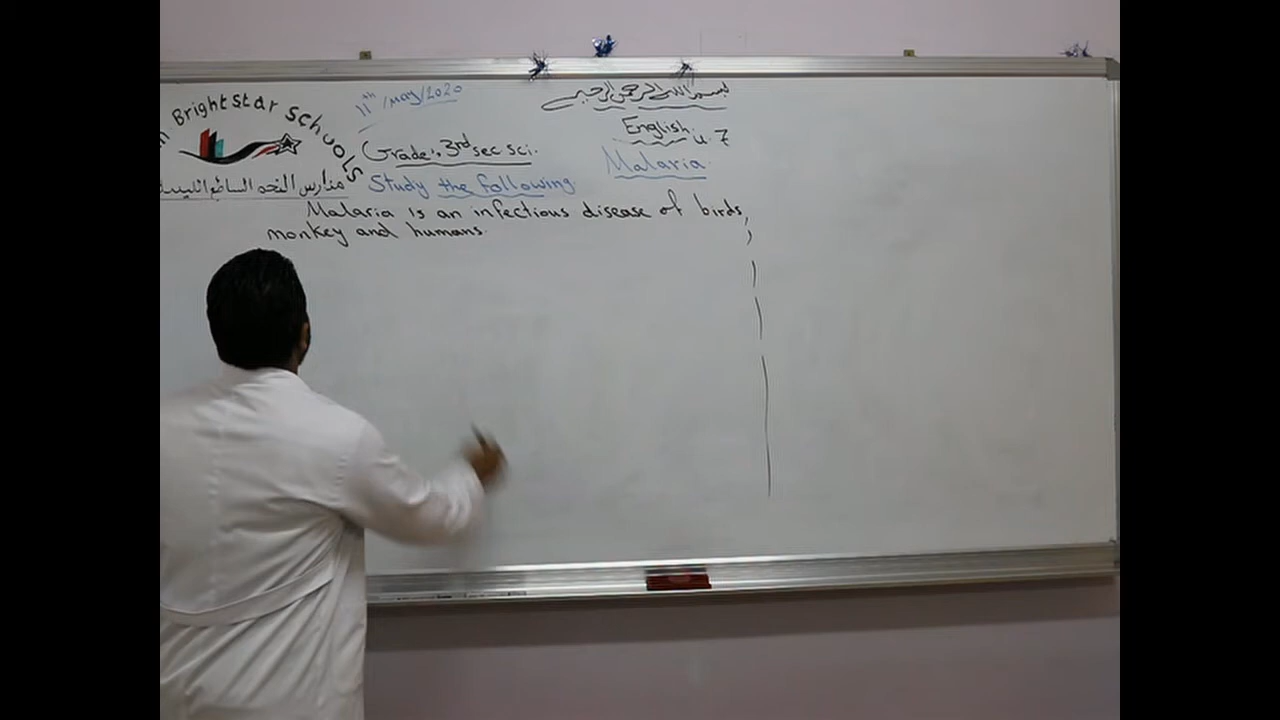 Bright Star Schools
11th /May/2020
بسم الله الرحمن الرحيم
English u. 7
Grade: 3rd sec sci.
Malaria
مدارس النجم الساطع الليبية
Study the following
Malaria is an infectious disease of birds,
monkey and humans.